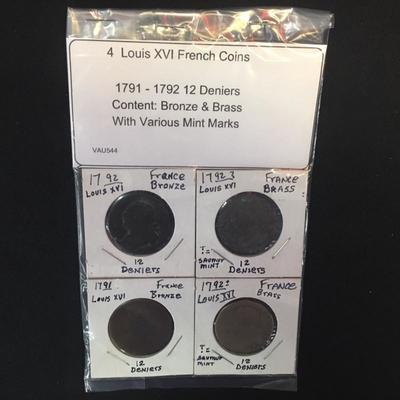 4 Louis XVI French Coins
1791 - 1792 12 Deniers
Content: Bronze & Brass
With Various Mint Marks
VAU544
1792
Louis XVI
France
Bronze
12
Deniers
1792
Louis XVI
France
Brass
T=
Mint
12
Deniers
1791
Louis XVI
France
Bronze
12
Deniers
1792
Louis XVI
France
Brass
T=
Mint
12
Deniers